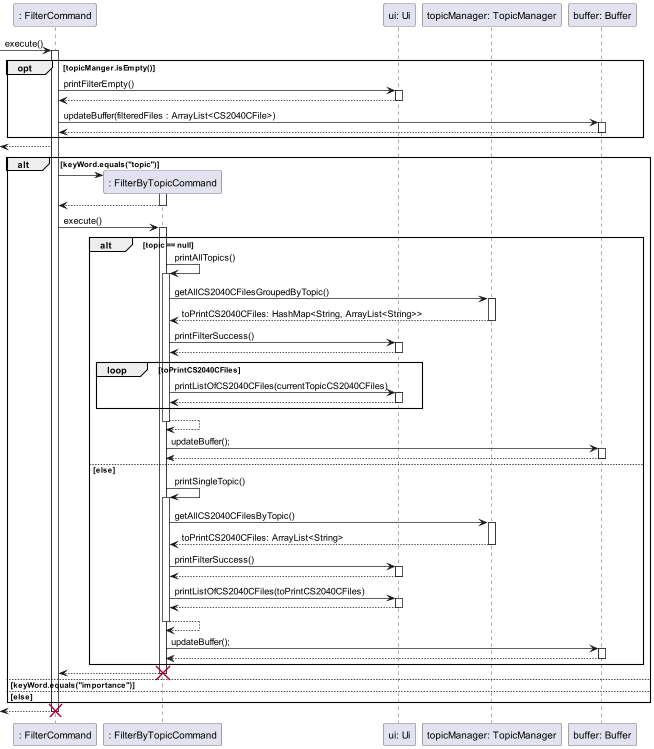 : FilterCommand
ui: Ui
topicManager: TopicManager
buffer: Buffer
execute()
opt [topicManger.isEmpty()]
printFilterEmpty()
updateBuffer(filteredFiles : ArrayList<CS2040CFile>)
alt [keyWord.equals("topic")]
: FilterByTopicCommand
execute()
alt [topic == null]
printAllTopics()
getAllCS2040CFilesGroupedByTopic()
toPrintCS2040CFiles: HashMap<String, ArrayList<String>>
printFilterSuccess()
loop [toPrintCS2040CFiles]
printListOfCS2040CFiles(currentTopicCS2040CFiles)
updateBuffer();
[else]
printSingleTopic()
getAllCS2040CFilesByTopic()
toPrintCS2040CFiles: ArrayList<String>
printFilterSuccess()
printListOfCS2040CFiles(toPrintCS2040CFiles)
updateBuffer();
[keyWord.equals("importance")]
[else]
: FilterCommand
: FilterByTopicCommand
ui: Ui
topicManager: TopicManager
buffer: Buffer